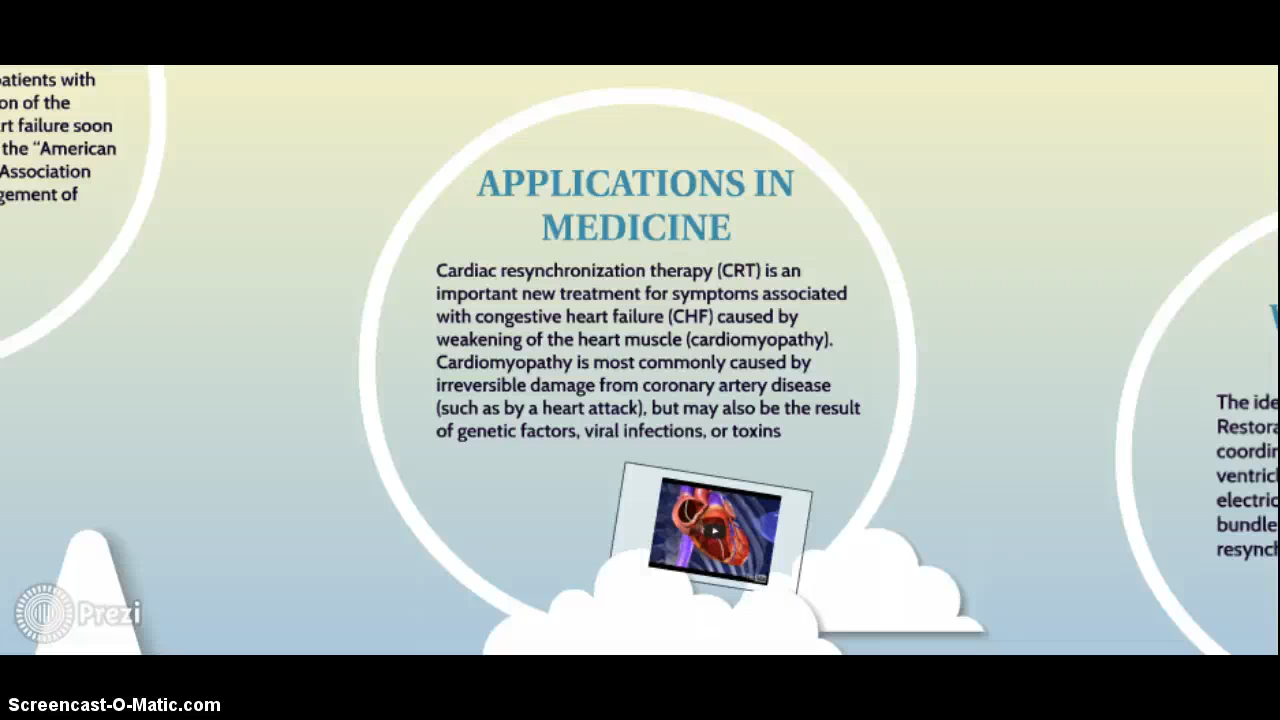 patients with
on of the
rt failure soon
the “American
Association
gement of
APPLICATIONS IN
MEDICINE
Cardiac resynchronization therapy (CRT) is an
important new treatment for symptoms associated
with congestive heart failure (CHF) caused by
weakening of the heart muscle (cardiomyopathy).
Cardiomyopathy is most commonly caused by
irreversible damage from coronary artery disease
(such as by a heart attack), but may also be the result
of genetic factors, viral infections, or toxins
The ide
Restora
coordin
ventric
electric
bundle
resynch
Prezi
Screencast-O-Matic.com